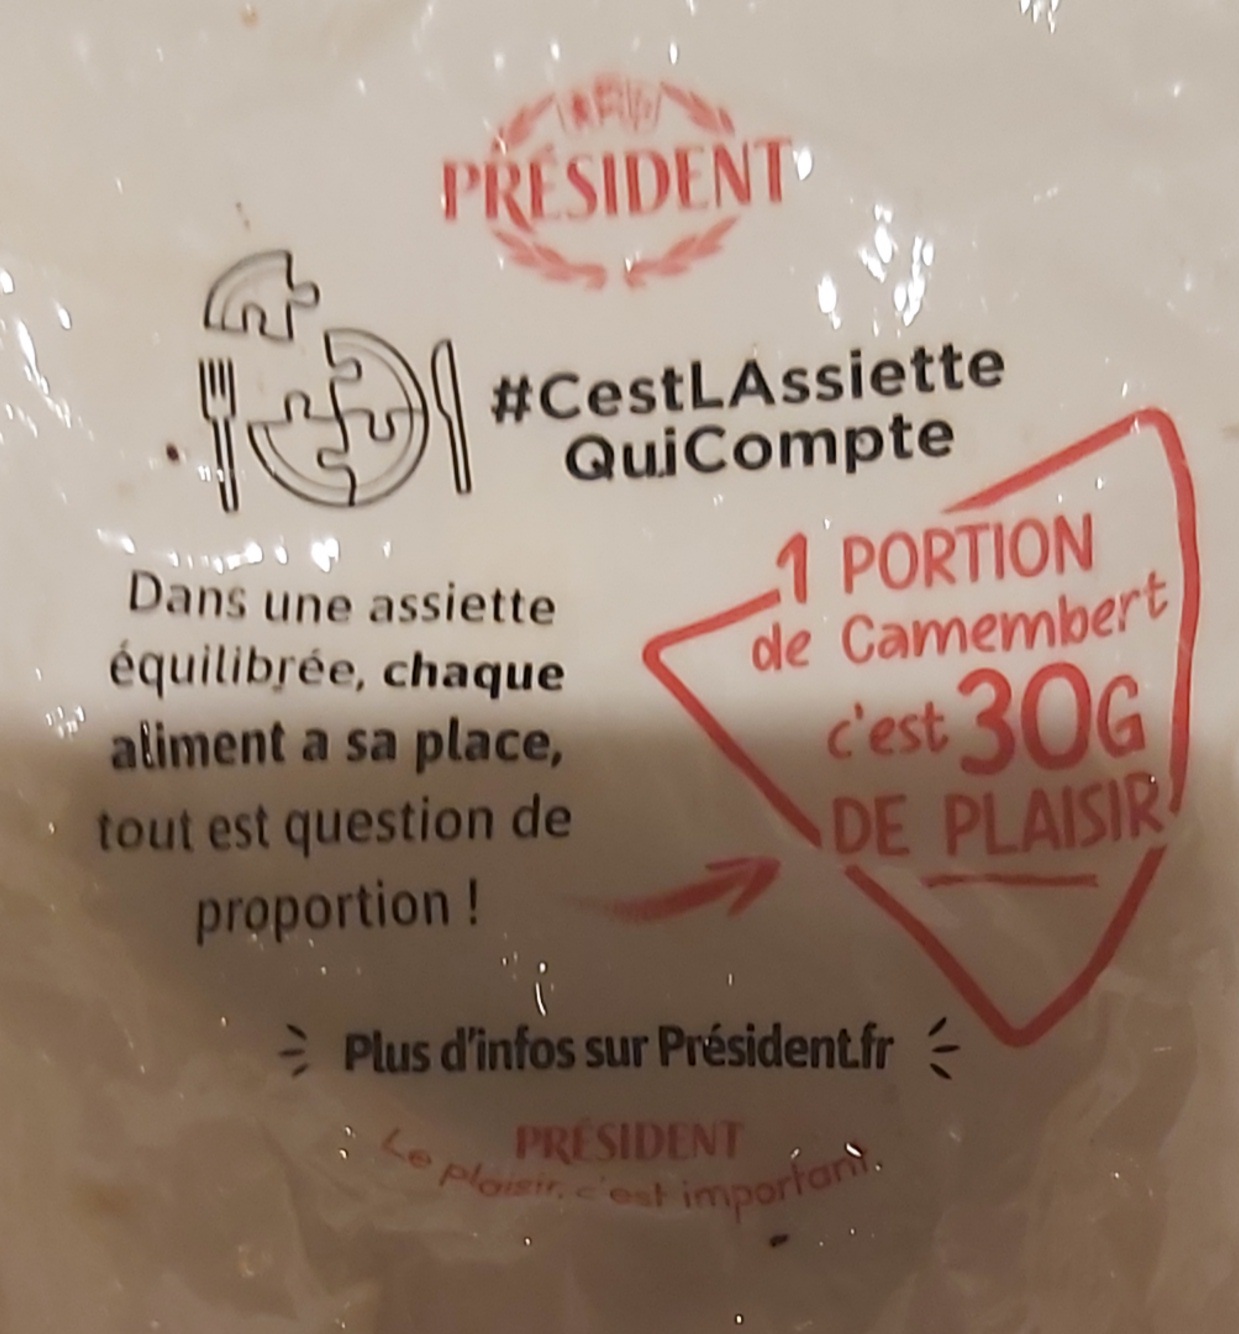 PRÉSIDENT
#CestLAssiette
QuiCompte
Dans une assiette
équilibrée, chaque
aliment a sa place,
tout est question de
proportion !
1 PORTION
de Camembert
c'est 30G
DE PLAISIR
Plus d'infos sur Président.fr
PRÉSIDENT
Le plaisir, c'est important.